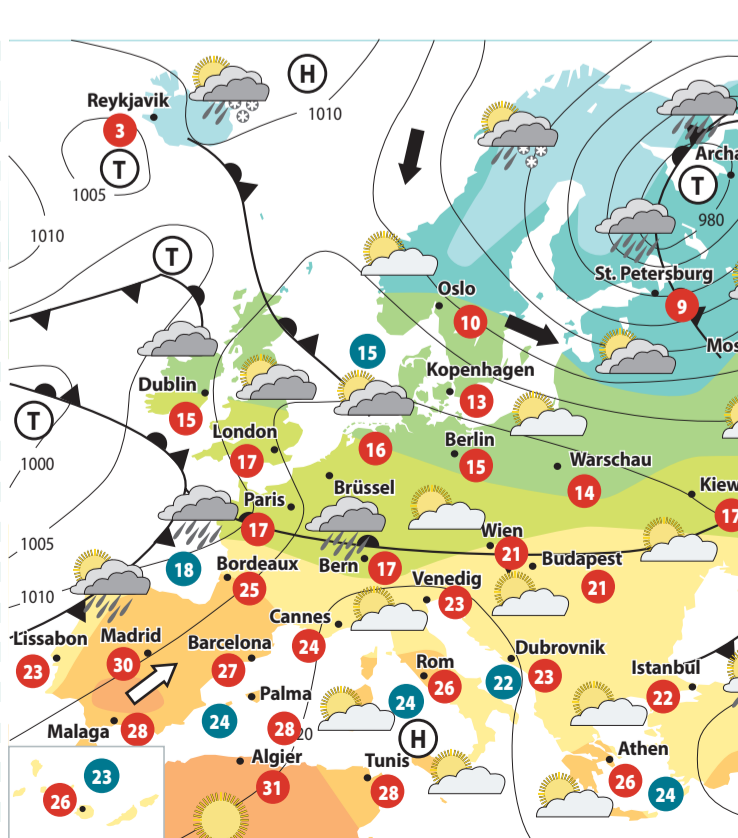 H
Reykjavik
1010
3
T
Archa
T
1005
980
1010
T
St. Petersburg
Oslo
9
10
15
Mos
Kopenhagen
Dublin
13
15
T
London
Berlin
16
17
15
Warschau
1000
14
Brüssel
Kiew
Paris
17
17
Wien
1005
21
Budapest
18
Bordeaux
Bern
17
21
25
Venedig
1010
23
Cannes
Lissabon
Madrid
Barcelona
24
Dubrovnik
23
30
27
Rom
22
23
Istanbul
26
22
Palma
24
24
28
20
Malaga
28
H
Athen
Algier
Tunis
23
26
24
26
31
28